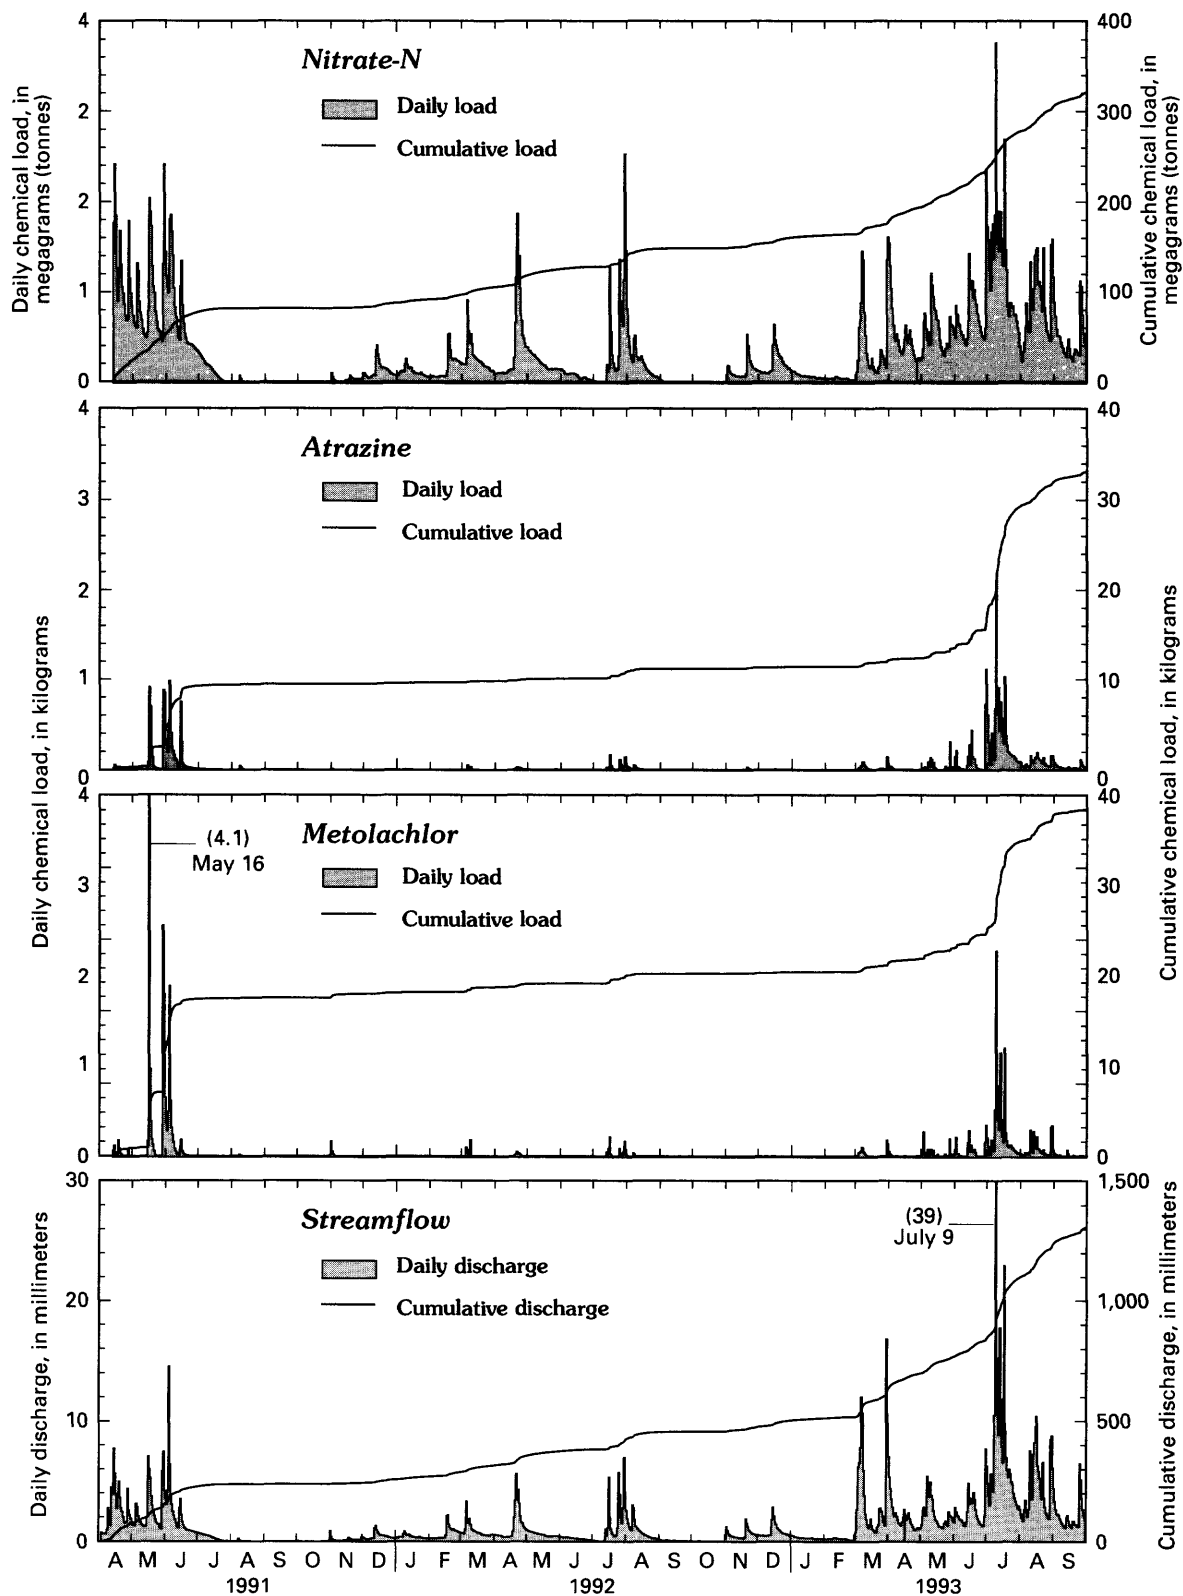 4
400
Nitrate-N
Daily load
Cumulative load
2
300
2
200
1
100
0
0
Daily chemical load, in
megagrams (tonnes)
Cumulative chemical load, in
megagrams (tonnes)
4
40
Atrazine
Daily load
Cumulative load
3
30
2
20
1
10
0
0
Daily chemical load, in kilograms
Cumulative chemical load, in kilograms
4
40
(4.1)
May 16
Metolachlor
Daily load
Cumulative load
3
30
2
20
1
10
0
0
30
1,500
Streamflow
(39)
July 9
Daily discharge
Cumulative discharge
20
1,000
10
500
0
0
Daily discharge, in millimeters
Cumulative discharge, in millimeters
A M J J A S O N D J F M A M J J A S O N D J F M A M J J A S
1991 1992 1993